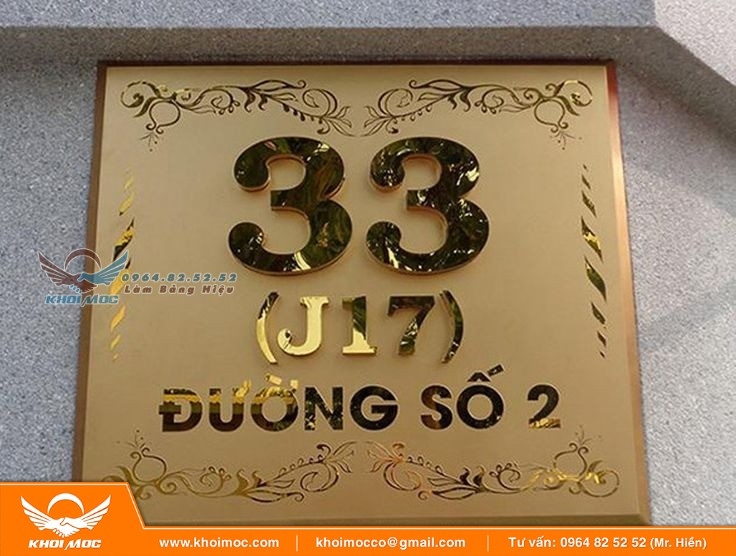 33
(J17)
ĐƯỜNG SỐ 2
0964.82.52.52
KHOI MOC Làm Bảng Hiệu
KHOI MOC
www.khoimoc.com | khoimocco@gmail.com | Tư vấn: 0964 82 52 52 (Mr. Hiền)